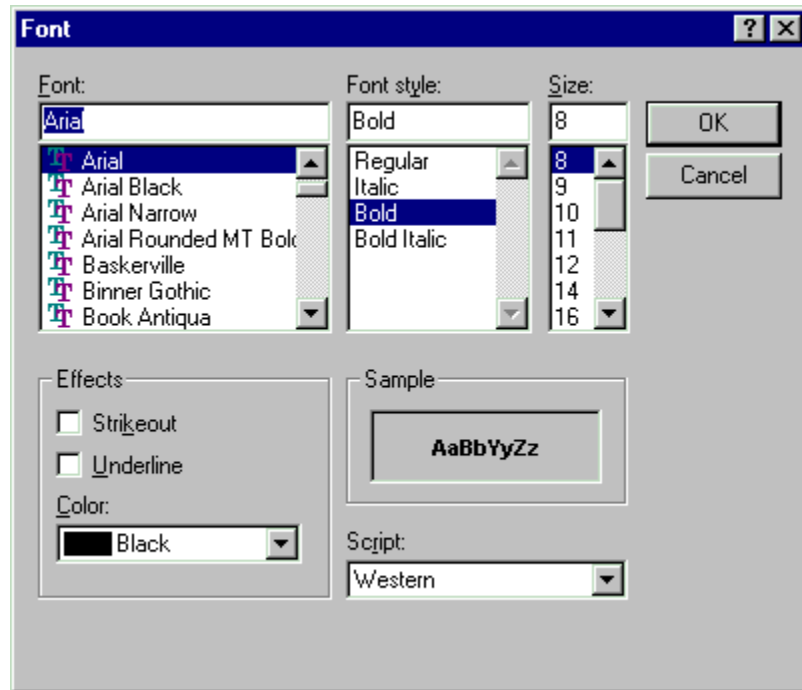 Font
Font:
Arial
Arial
Arial Black
Arial Narrow
Arial Rounded MT Bold
Baskerville
Binner Gothic
Book Antiqua
Font style:
Bold
Regular
Italic
Bold
Bold Italic
Size:
8
8
9
10
11
12
14
16
OK
Cancel
Effects
Strikeout
Underline
Color:
Black
Sample
AaBbYyZz
Script:
Western